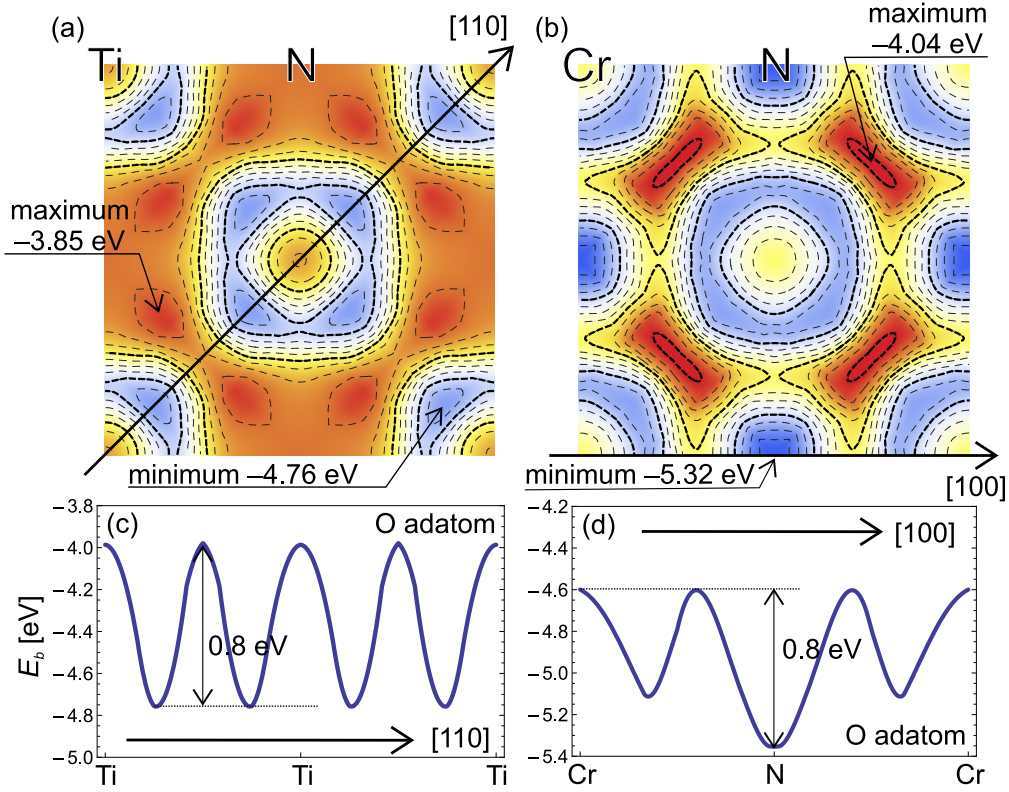 (a)
Ti
N
[110]
maximum
−3.85 eV
minimum −4.76 eV
(b)
Cr
N
maximum
−4.04 eV
minimum −5.32 eV
[100]
(c)
O adatom
E_b [eV]
−3.8
−4.0
−4.2
−4.4
−4.6
−4.8
−5.0
0.8 eV
[110]
Ti
Ti
Ti
(d)
[100]
−4.2
−4.4
−4.6
−4.8
−5.0
−5.2
−5.4
0.8 eV
O adatom
Cr
N
Cr